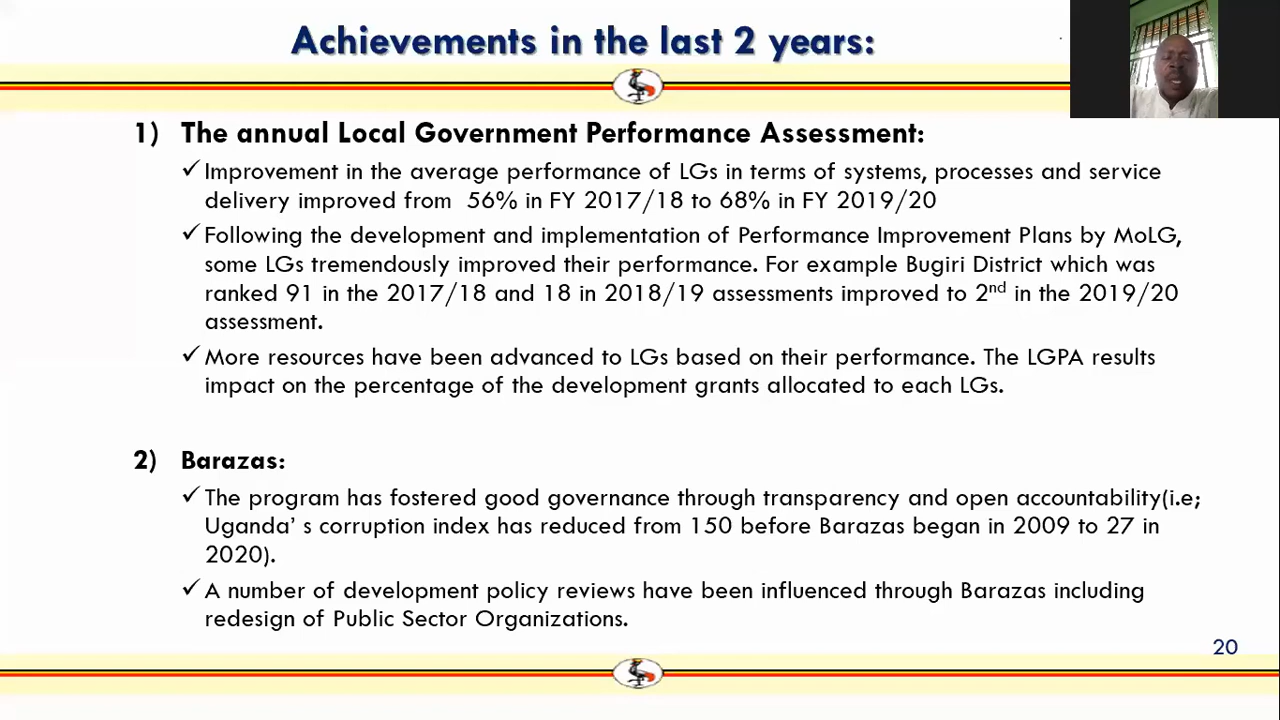 Achievements in the last 2 years:
1) The annual Local Government Performance Assessment:
✓ Improvement in the average performance of LGs in terms of systems, processes and service
delivery improved from 56% in FY 2017/18 to 68% in FY 2019/20
✓ Following the development and implementation of Performance Improvement Plans by MoLG,
some LGs tremendously improved their performance. For example Bugiri District which was
ranked 91 in the 2017/18 and 18 in 2018/19 assessments improved to 2nd in the 2019/20
assessment.
✓ More resources have been advanced to LGs based on their performance. The LGPA results
impact on the percentage of the development grants allocated to each LGs.
2) Barazas:
✓ The program has fostered good governance through transparency and open accountability(i.e;
Uganda' s corruption index has reduced from 150 before Barazas began in 2009 to 27 in
2020).
✓ A number of development policy reviews have been influenced through Barazas including
redesign of Public Sector Organizations.
20